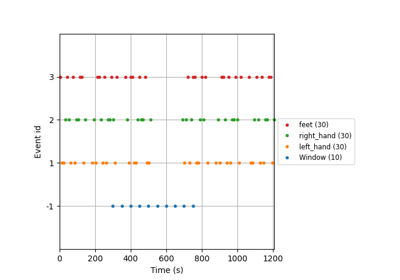 3
2
1
-1
Event id
0 200 400 600 800 1000 1200
Time (s)
feet (30)
right_hand (30)
left_hand (30)
Window (10)